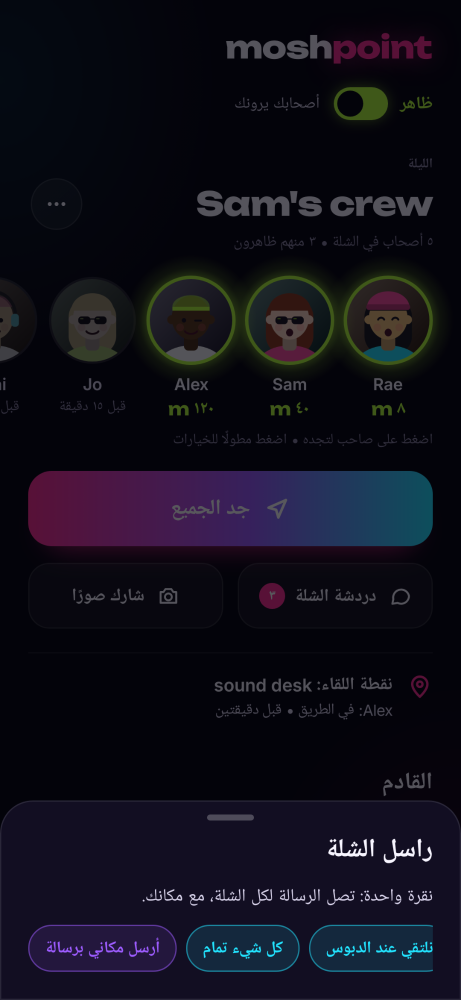 moshpoint
ظاهر أصحابك يرونك
الليلة
Sam's crew
٥ أصحاب في الشلة • ٣ منهم ظاهرون
Rae Sam Alex Jo
٨ m ٤٠ m ١٢٠ m قبل ١٥ دقيقة قبل
اضغط على صاحب لتجده • اضغط مطولًا للخيارات
جد الجميع
دردشة الشلة ٣ شارك صورًا
نقطة اللقاء: sound desk
Alex: في الطريق • قبل دقيقتين
القادم
راسل الشلة
نقرة واحدة: تصل الرسالة لكل الشلة، مع مكانك.
نلتقي عند الدبوس كل شيء تمام أرسل مكاني برسالة